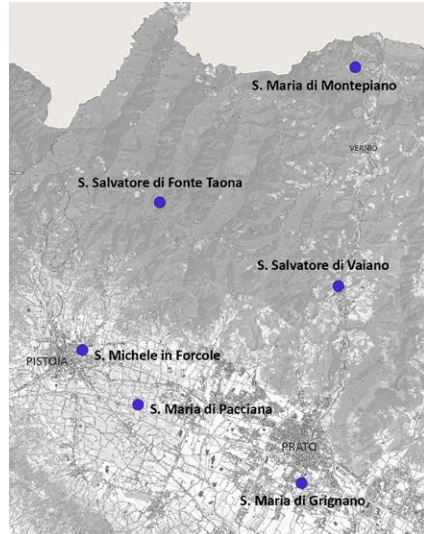 S. Maria di Montepiano
VERNIO
S. Salvatore di Fonte Taona
S. Salvatore di Vaiano
S. Michele in Forcole
PISTOIA
S. Maria di Pacciana
PRATO
S. Maria di Grignano,